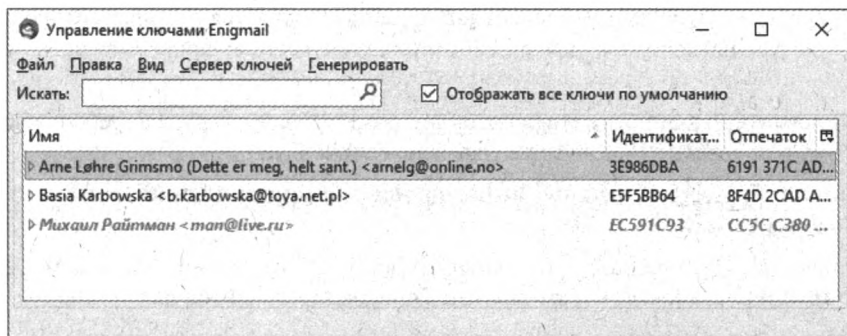 Управление ключами Enigmail
Файл Правка Вид Сервер ключей Генерировать
Искать: Отображать все ключи по умолчанию
Имя Идентификат... Отпечаток
Arne Løhre Grimsmo (Dette er meg, helt sant.) <arnelg@online.no> 3E986DBA 6191 371C AD...
Basia Karbowska <b.karbowska@toya.net.pl> E5F5BB64 8F4D 2CAD A...
Михаил Райтман <man@live.ru> EC591C93 CC5C C380 ...